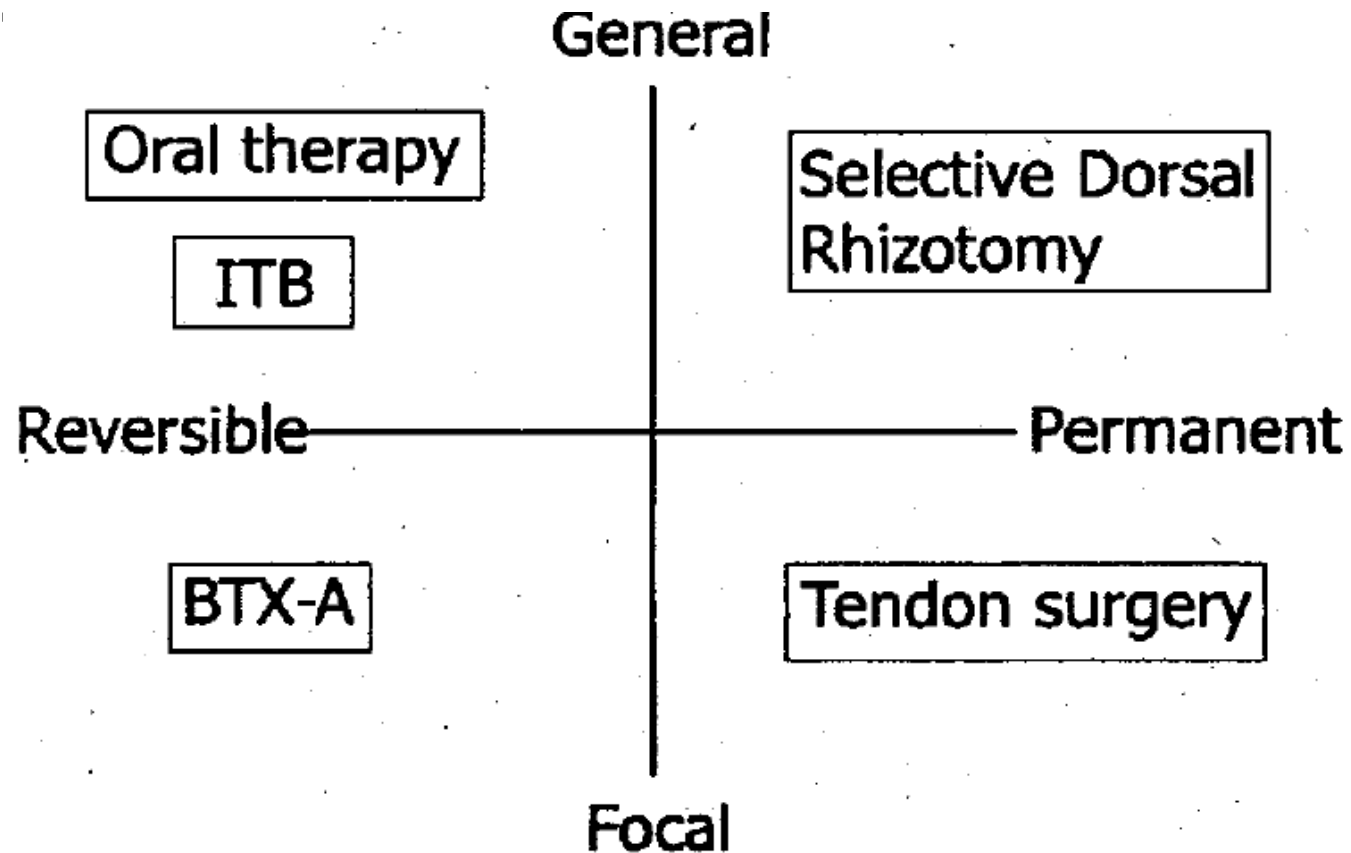 General
Oral therapy
Selective Dorsal
Rhizotomy
ITB
Reversible
Permanent
BTX-A
Tendon surgery
Focal